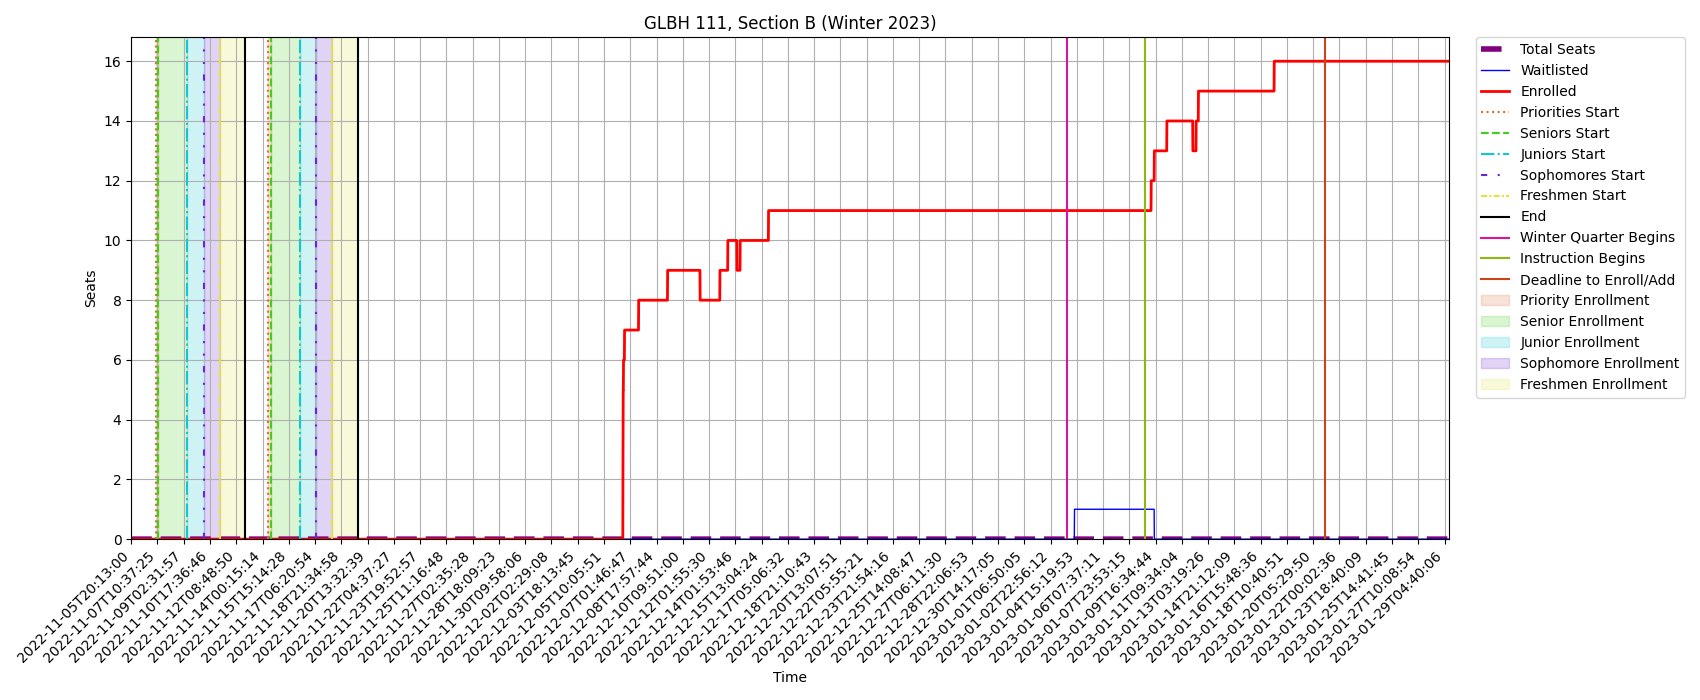 GLBH 111, Section B (Winter 2023)
Seats
16
14
12
10
8
6
4
2
0
2022-11-05T20:13:00
2022-11-07T10:37:25
2022-11-09T02:31:57
2022-11-10T17:36:46
2022-11-12T08:48:50
2022-11-14T00:15:14
2022-11-15T15:14:28
2022-11-17T06:20:54
2022-11-18T21:34:58
2022-11-20T13:32:39
2022-11-22T04:37:27
2022-11-23T19:52:57
2022-11-25T11:16:48
2022-11-27T02:35:28
2022-11-28T18:09:23
2022-11-30T09:58:06
2022-12-02T02:29:08
2022-12-03T18:13:45
2022-12-05T10:05:51
2022-12-07T01:46:47
2022-12-08T17:57:44
2022-12-10T09:51:00
2022-12-12T01:55:30
2022-12-14T01:53:46
2022-12-15T13:04:24
2022-12-17T05:06:32
2022-12-18T21:10:43
2022-12-20T13:07:51
2022-12-22T05:55:21
2022-12-23T21:54:16
2022-12-25T14:08:47
2022-12-27T06:11:30
2022-12-28T22:06:53
2022-12-30T14:17:05
2023-01-01T06:50:05
2023-01-02T22:56:12
2023-01-04T15:19:53
2023-01-06T07:37:11
2023-01-07T23:53:15
2023-01-09T16:34:44
2023-01-11T09:34:04
2023-01-13T03:19:26
2023-01-14T21:12:09
2023-01-16T15:48:36
2023-01-18T10:40:51
2023-01-20T05:29:50
2023-01-22T00:02:36
2023-01-23T18:40:09
2023-01-25T14:41:45
2023-01-27T10:08:54
2023-01-29T04:40:06
Time
Total Seats
Waitlisted
Enrolled
Priorities Start
Seniors Start
Juniors Start
Sophomores Start
Freshmen Start
End
Winter Quarter Begins
Instruction Begins
Deadline to Enroll/Add
Priority Enrollment
Senior Enrollment
Junior Enrollment
Sophomore Enrollment
Freshmen Enrollment